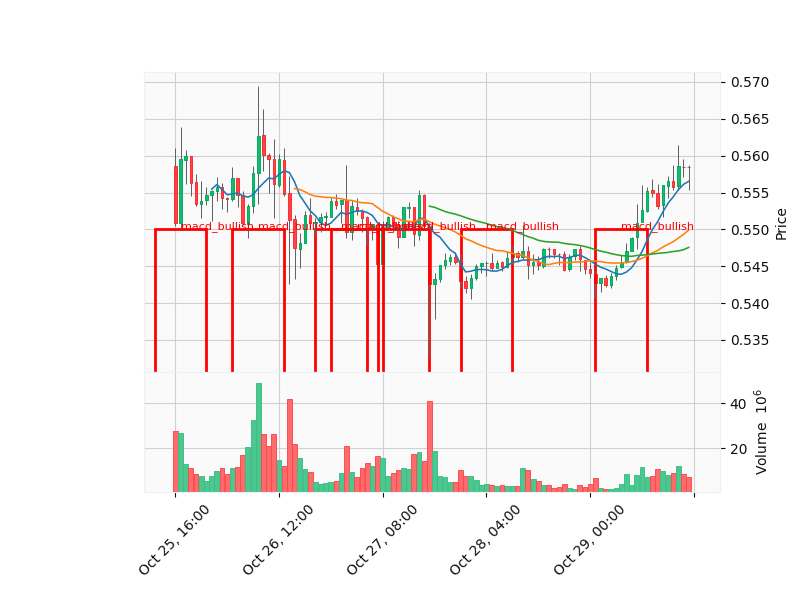 0.570
0.565
0.560
0.555
0.550
0.545
0.540
0.535
Price
macd_bullish
macd_bullish
macd_bullish
macd_bullish
macd_bullish
40
20
Volume 10^6
Oct 25, 16:00
Oct 26, 12:00
Oct 27, 08:00
Oct 28, 04:00
Oct 29, 00:00